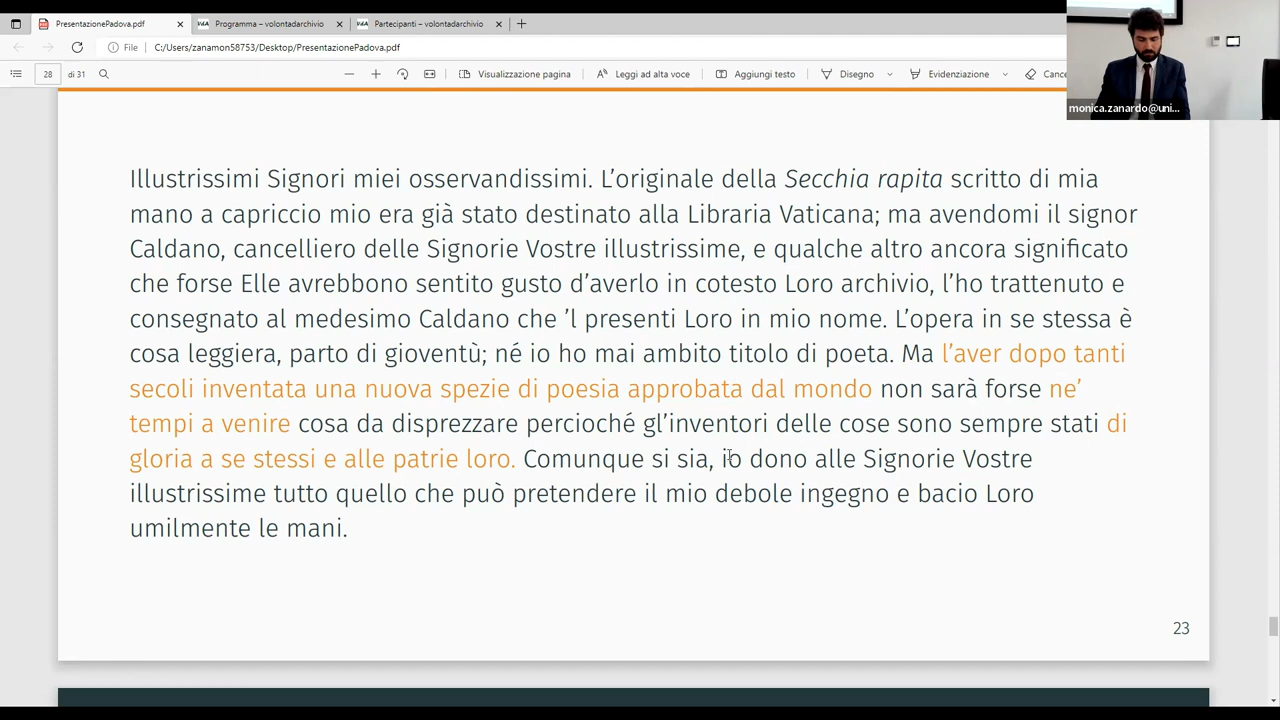 PresentazionePadova.pdf
Programma – volontadarchivio
Partecipanti – volontadarchivio
File
C:/Users/zanamon58753/Desktop/PresentazionePadova.pdf
28 di 31
Visualizzazione pagina
Leggi ad alta voce
Aggiungi testo
Disegno
Evidenziazione
Cance
monica.zanardo@uni...
Illustrissimi Signori miei osservandissimi. L’originale della Secchia rapita scritto di mia
mano a capriccio mio era già stato destinato alla Libraria Vaticana; ma avendomi il signor
Caldano, cancelliero delle Signorie Vostre illustrissime, e qualche altro ancora significato
che forse Elle avrebbono sentito gusto d’averlo in cotesto Loro archivio, l’ho trattenuto e
consegnato al medesimo Caldano che ’l presenti Loro in mio nome. L’opera in se stessa è
cosa leggiera, parto di gioventù; né io ho mai ambito titolo di poeta. Ma l’aver dopo tanti
secoli inventata una nuova spezie di poesia approbata dal mondo non sarà forse ne’
tempi a venire cosa da disprezzare percioché gl’inventori delle cose sono sempre stati di
gloria a se stessi e alle patrie loro. Comunque si sia, io dono alle Signorie Vostre
illustrissime tutto quello che può pretendere il mio debole ingegno e bacio Loro
umilmente le mani.
23